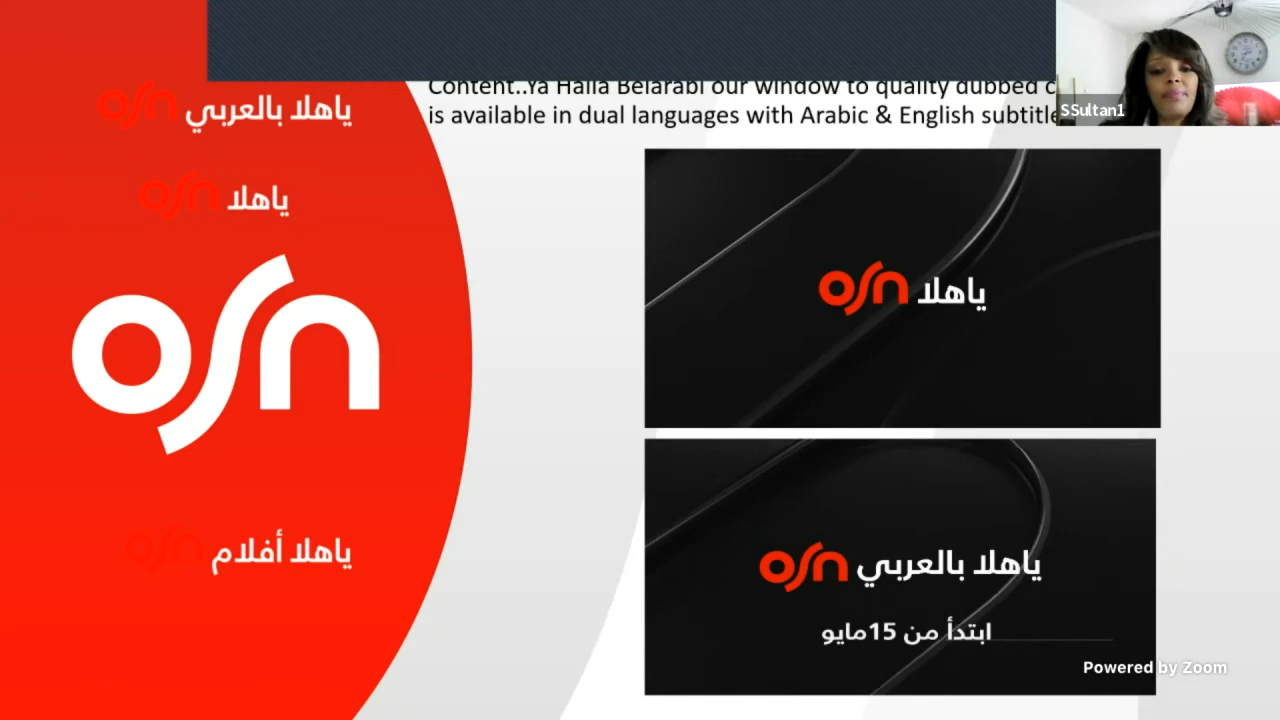 Content..Ya Halla Belarabi our window to quality dubbed
is available in dual languages with Arabic & English
SSultan1
ياهلا بالعربي osn
ياهلا osn
osn
ياهلا أفلام osn
ياهلا osn
ياهلا بالعربي osn
ابتدأ من 15مايو
Powered by Zoom